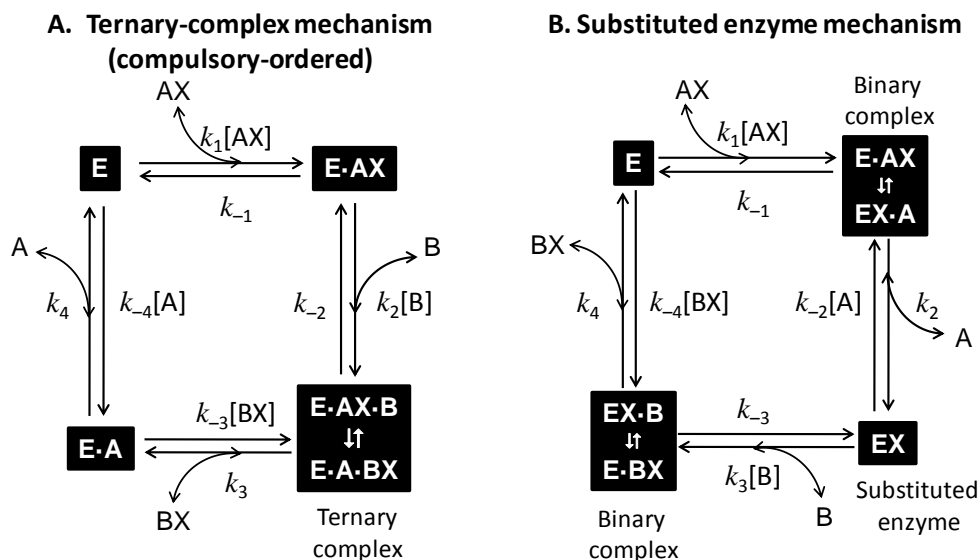 A. Ternary-complex mechanism
(compulsory-ordered)
AX
k₁[AX]
E
E·AX
k₋₁
A
k₄
k₋₄[A]
k₋₂
k₂[B]
B
E·A
k₋₃[BX]
k₃
BX
E·AX·B
⇓⇑
E·A·BX
Ternary
complex
B. Substituted enzyme mechanism
AX
k₁[AX]
Binary
complex
E
E·AX
⇓⇑
EX·A
k₋₁
BX
k₄
k₋₄[BX]
k₋₂[A]
k₂
A
EX·B
⇓⇑
E·BX
k₋₃
k₃[B]
B
EX
Binary
complex
Substituted
enzyme